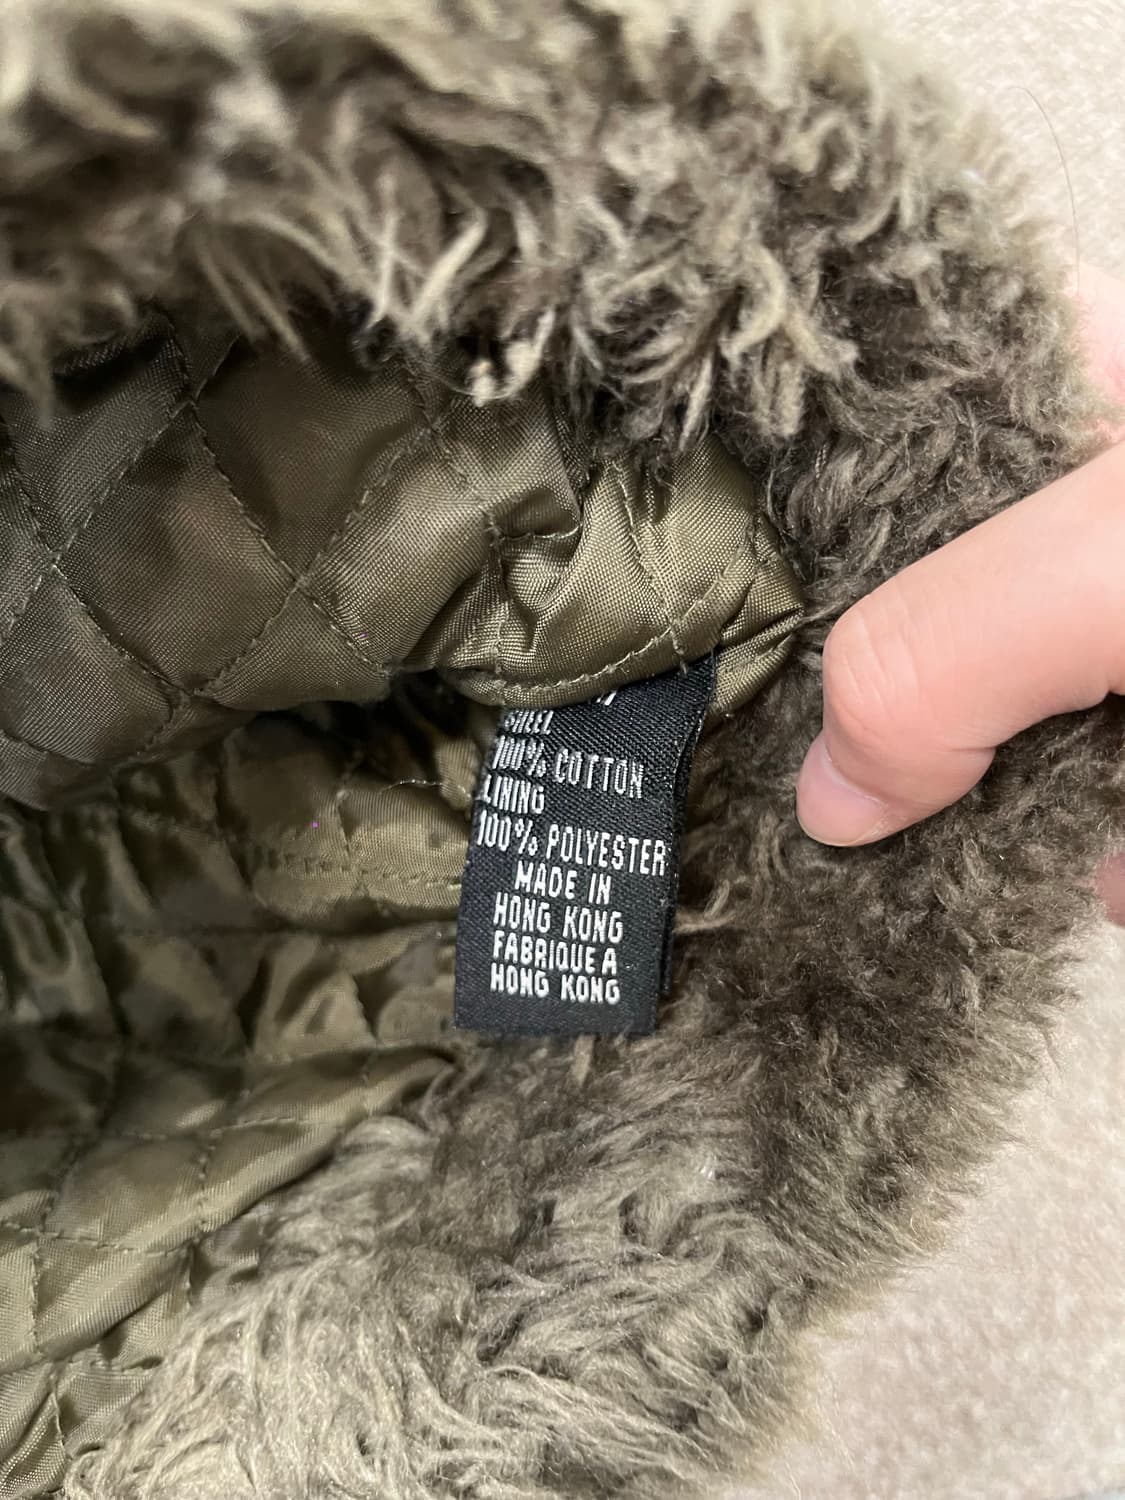 SHELL
100% COTTON
LINING
100% POLYESTER
MADE IN
HONG KONG
FABRIQUE A
HONG KONG